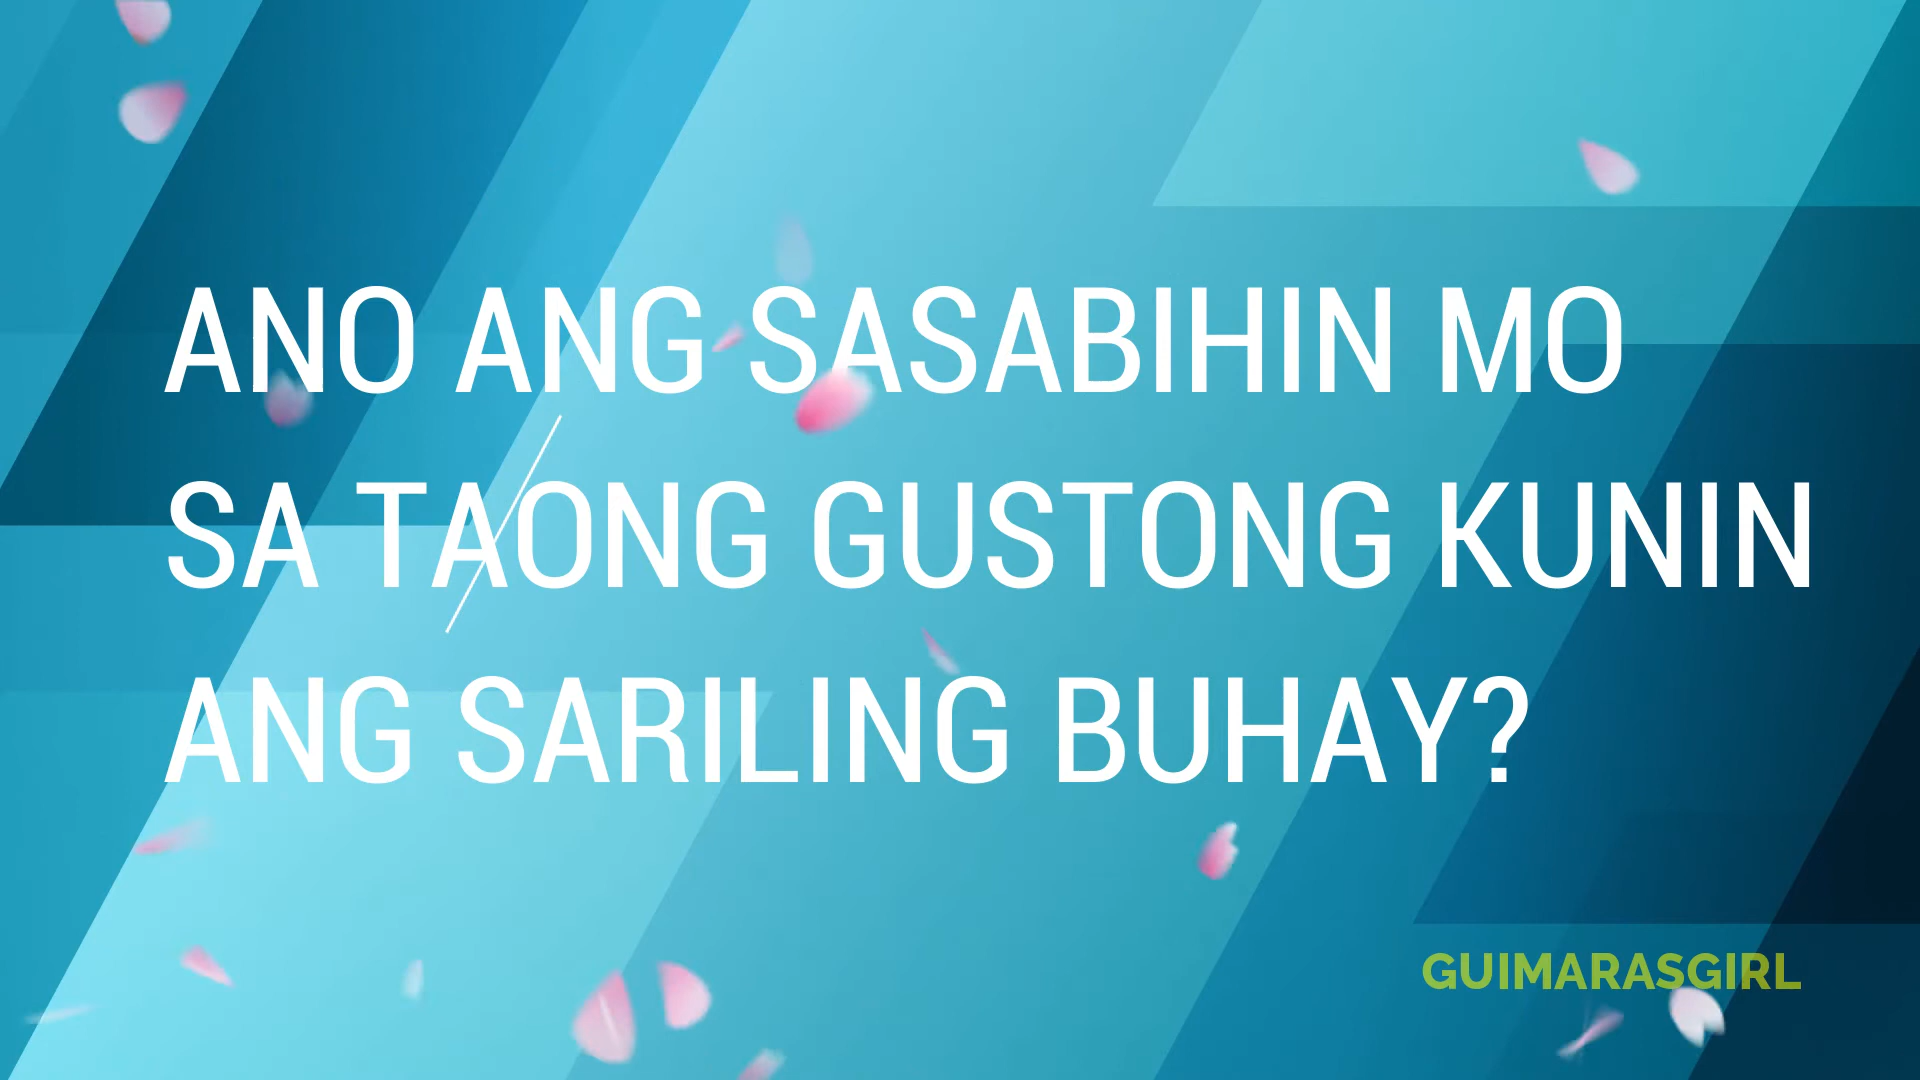 ANO ANG SASABIHIN MO
SA TAONG GUSTONG KUNIN
ANG SARILING BUHAY?
GUIMARASGIRL